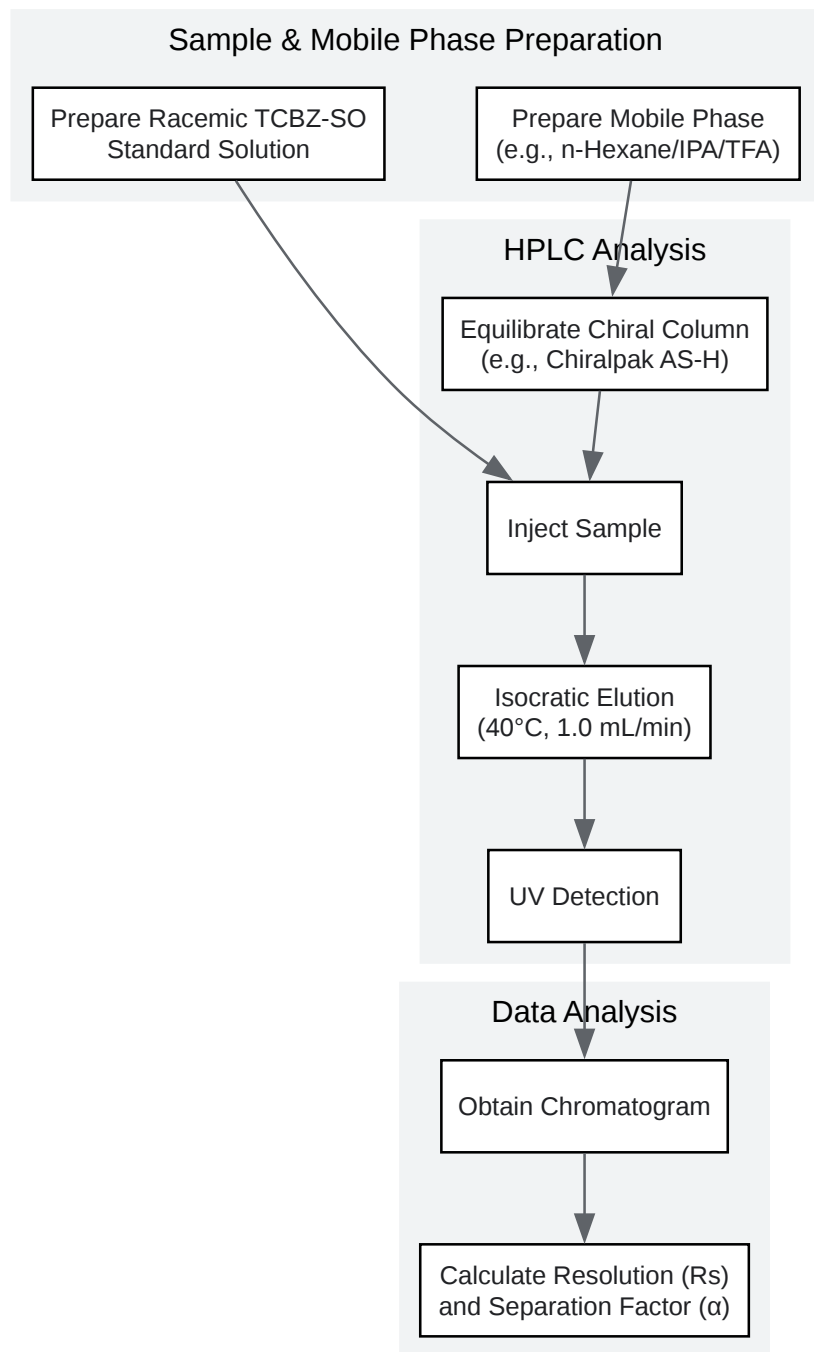 Sample & Mobile Phase Preparation
Prepare Racemic TCBZ-SO
Standard Solution
Prepare Mobile Phase
(e.g., n-Hexane/IPA/TFA)
HPLC Analysis
Equilibrate Chiral Column
(e.g., Chiralpak AS-H)
Inject Sample
Isocratic Elution
(40°C, 1.0 mL/min)
UV Detection
Data Analysis
Obtain Chromatogram
Calculate Resolution (Rs)
and Separation Factor (α)